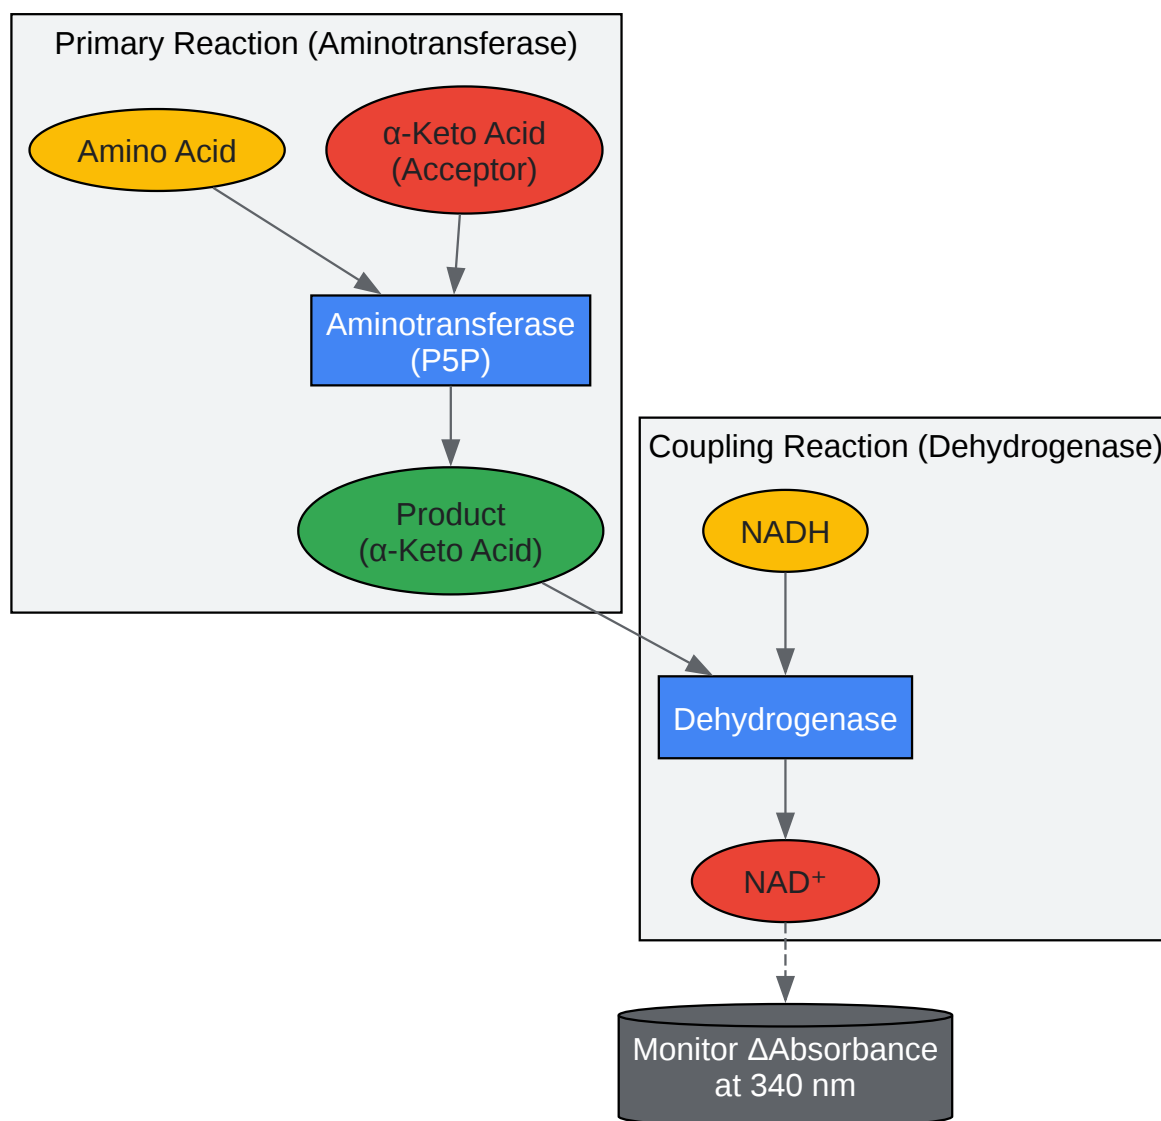 Primary Reaction (Aminotransferase)
Amino Acid
α-Keto Acid
(Acceptor)
Aminotransferase
(P5P)
Product
(α-Keto Acid)
Coupling Reaction (Dehydrogenase)
NADH
Dehydrogenase
NAD⁺
Monitor ΔAbsorbance
at 340 nm